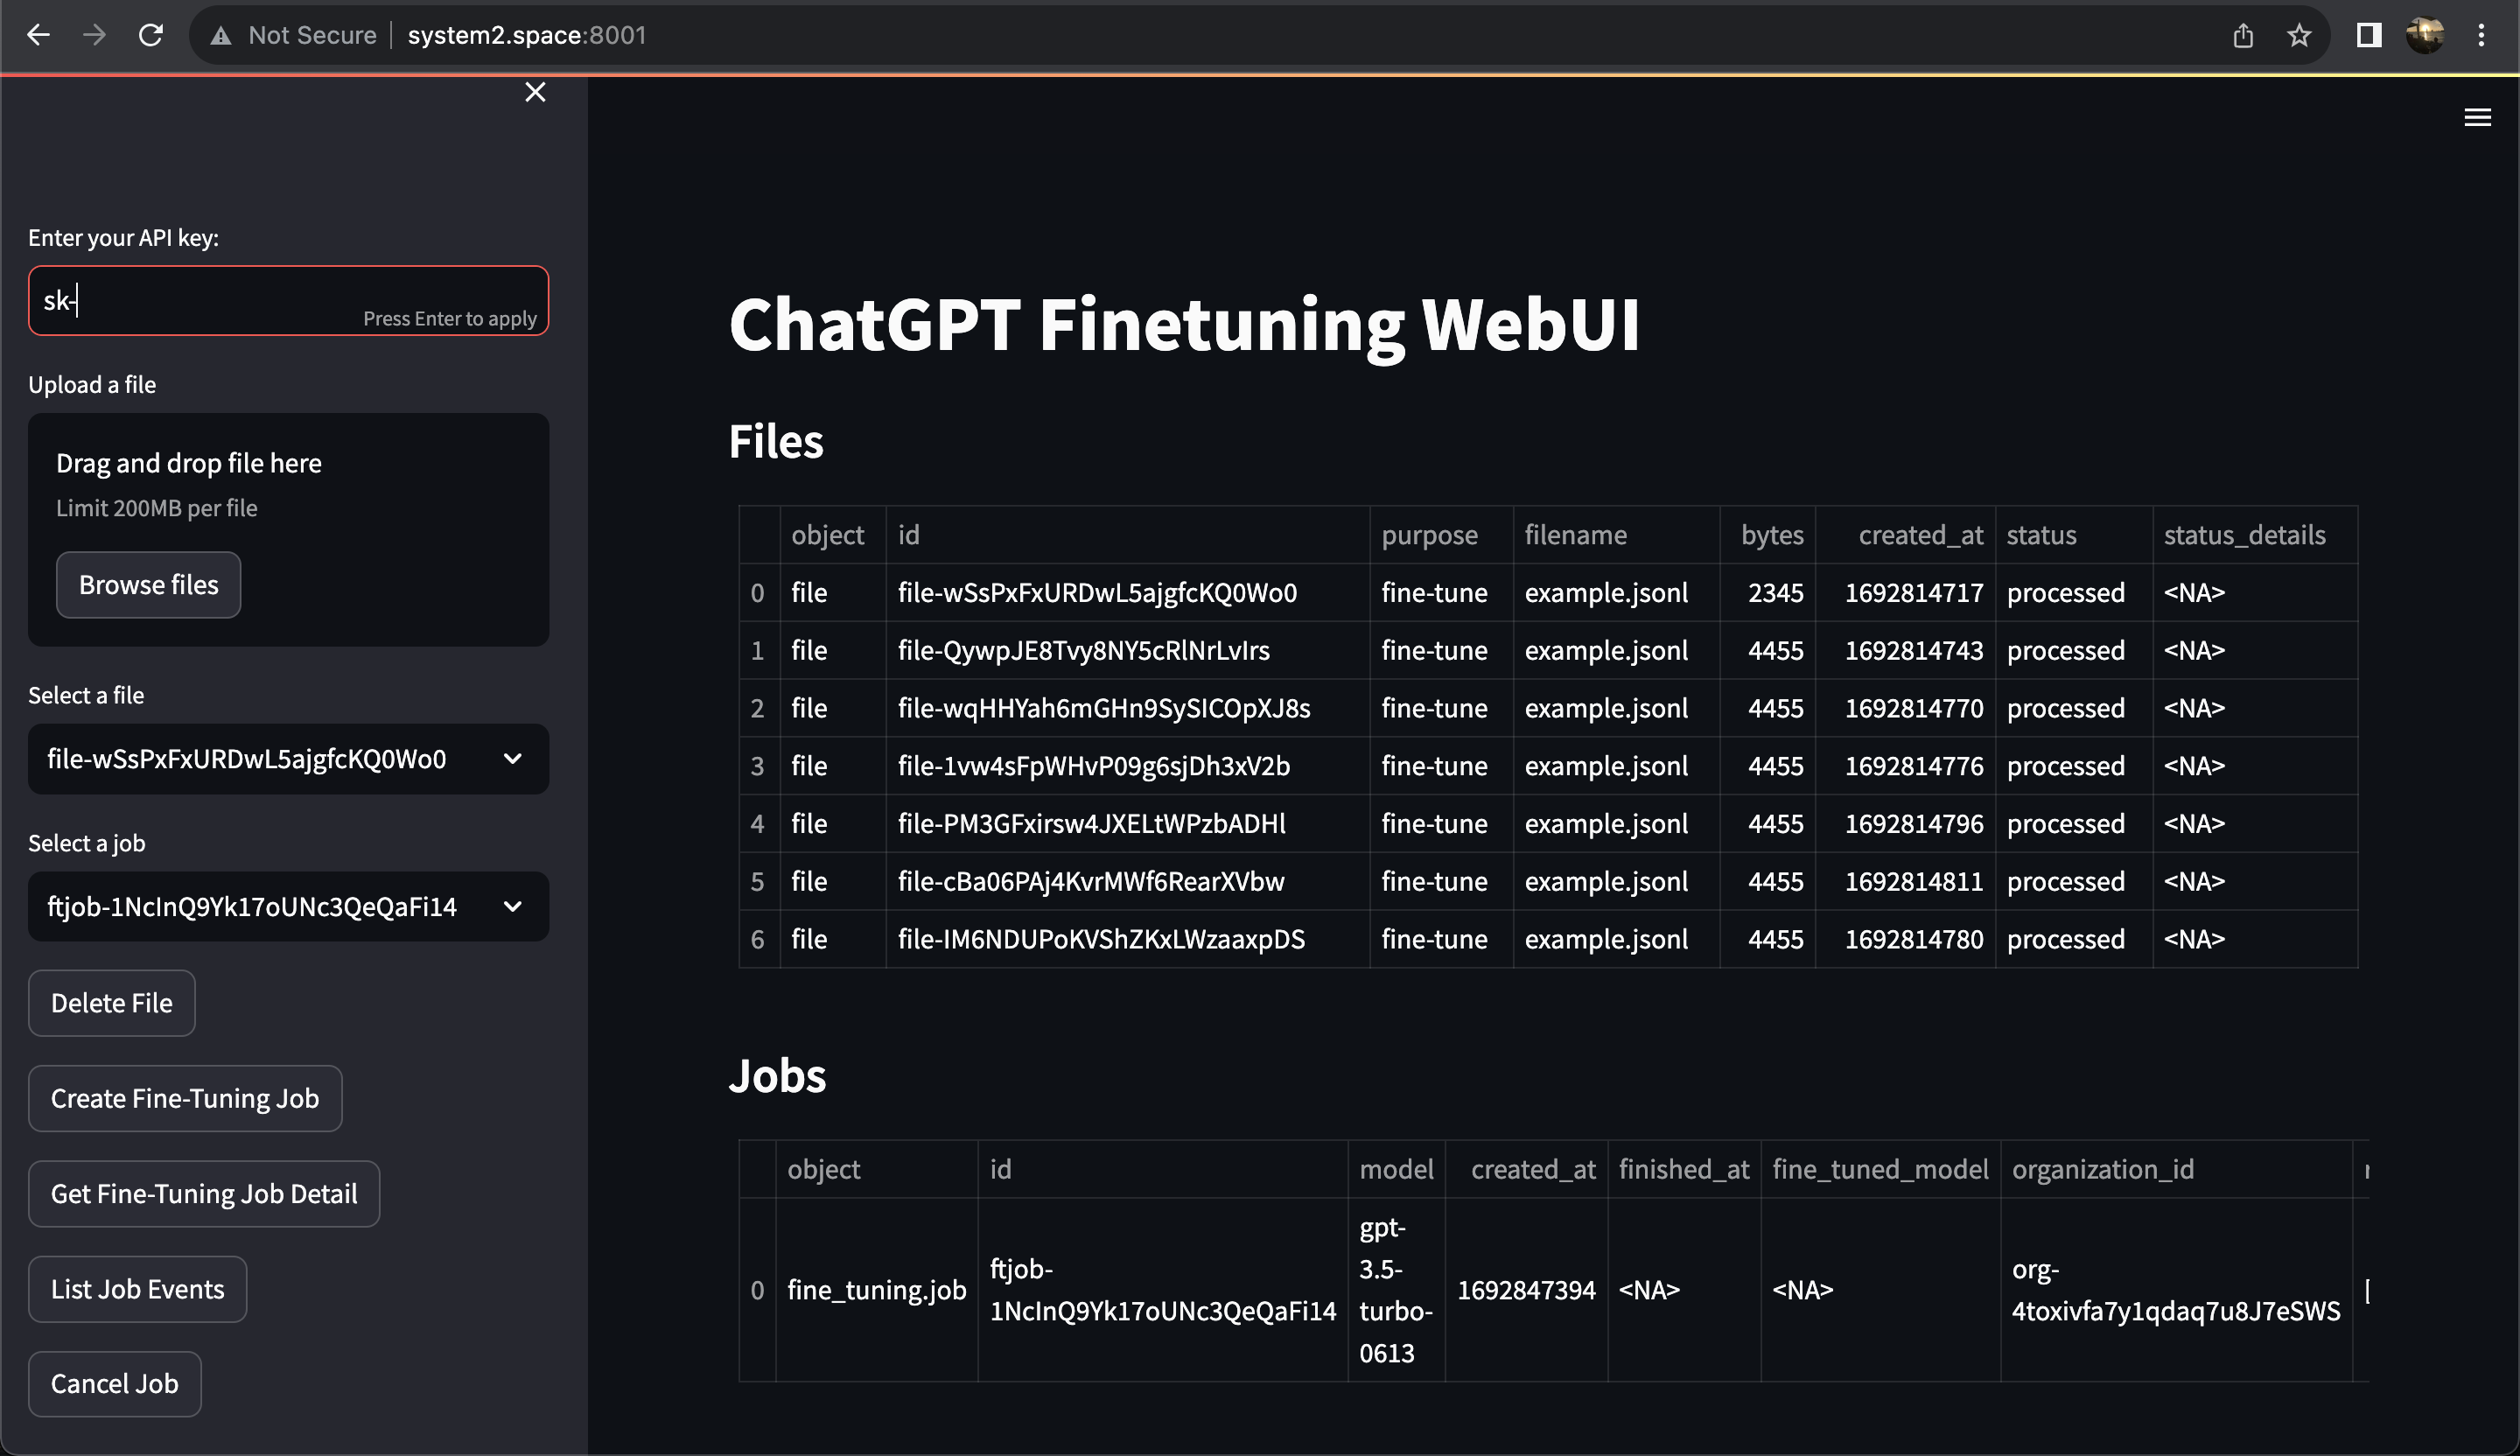 Not Secure system2.space:8001
Enter your API key:
sk-
Press Enter to apply
Upload a file
Drag and drop file here
Limit 200MB per file
Browse files
Select a file
file-wSsPxFxURDwL5ajgfcKQ0Wo0
Select a job
ftjob-1NcInQ9Yk17oUNc3QeQaFi14
Delete File
Create Fine-Tuning Job
Get Fine-Tuning Job Detail
List Job Events
Cancel Job
ChatGPT Finetuning WebUI
Files
object id purpose filename bytes created_at status status_details
0 file file-wSsPxFxURDwL5ajgfcKQ0Wo0 fine-tune example.jsonl 2345 1692814717 processed <NA>
1 file file-QywpJE8Tvy8NY5cRlNrLvIrs fine-tune example.jsonl 4455 1692814743 processed <NA>
2 file file-wqHHYah6mGHn9SySICOpXJ8s fine-tune example.jsonl 4455 1692814770 processed <NA>
3 file file-1vw4sFpWHvP09g6sjDh3xV2b fine-tune example.jsonl 4455 1692814776 processed <NA>
4 file file-PM3GFxirsw4JXELtWPzbADHl fine-tune example.jsonl 4455 1692814796 processed <NA>
5 file file-cBa06PAj4KvrMWf6RearXVbw fine-tune example.jsonl 4455 1692814811 processed <NA>
6 file file-IM6NDUPoKVShZKxLWzaaxpDS fine-tune example.jsonl 4455 1692814780 processed <NA>
Jobs
object id model created_at finished_at fine_tuned_model organization_id
0 fine_tuning.job ftjob-
1NcInQ9Yk17oUNc3QeQaFi14 gpt-
3.5-
turbo-
0613 1692847394 <NA> <NA> org-
4toxivfa7y1qdaq7u8J7eSWS [